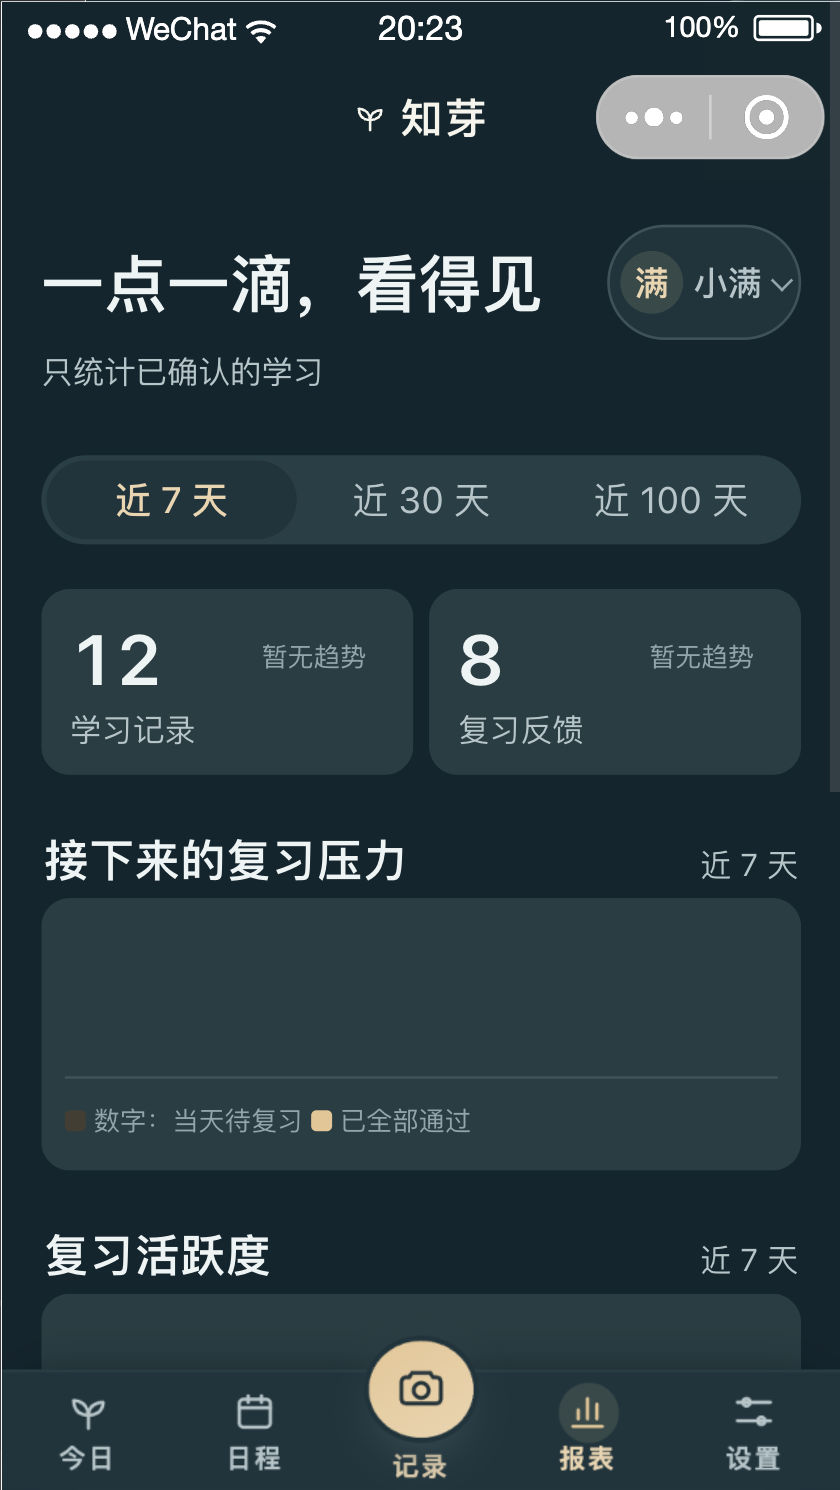 WeChat 20:23 100%
知芽
一点一滴，看得见
满 小满
只统计已确认的学习
近 7 天 近 30 天 近 100 天
12 暂无趋势 8 暂无趋势
学习记录 复习反馈
接下来的复习压力 近 7 天
数字：当天待复习 已全部通过
复习活跃度 近 7 天
今日 日程 记录 报表 设置